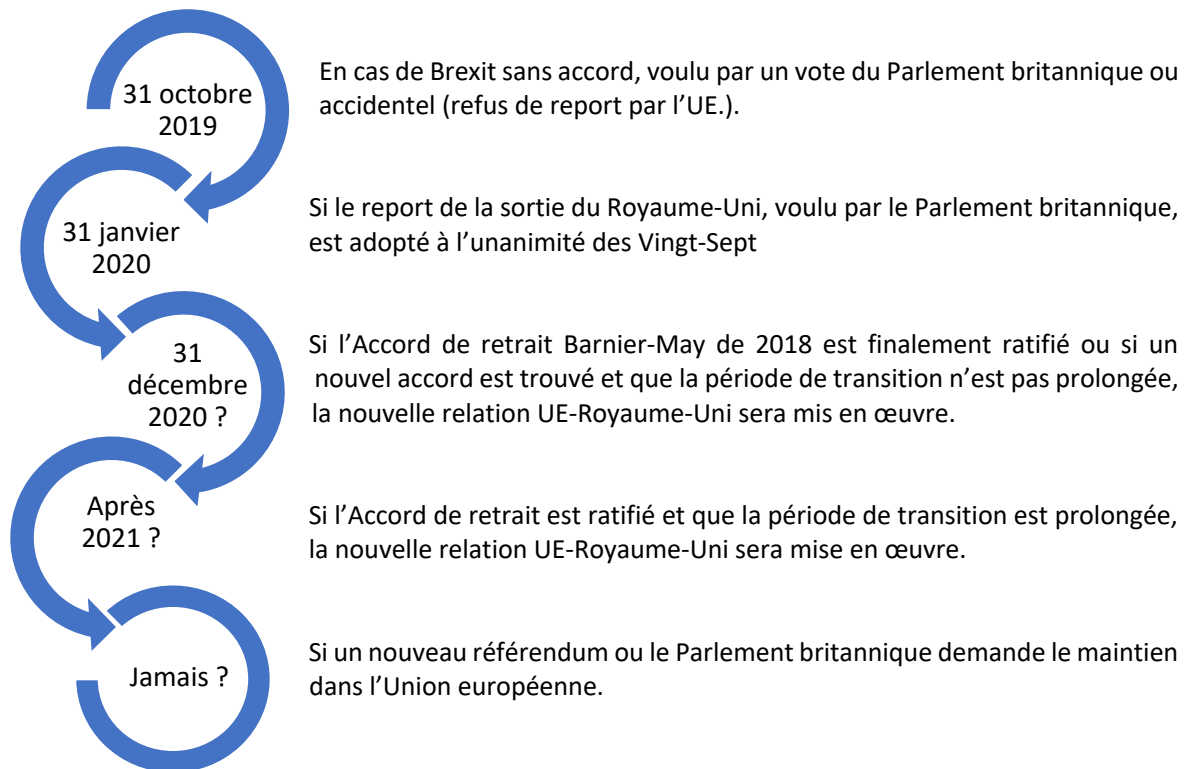 31 octobre
2019
En cas de Brexit sans accord, voulu par un vote du Parlement britannique ou
accidentel (refus de report par l’UE.).
31 janvier
2020
Si le report de la sortie du Royaume-Uni, voulu par le Parlement britannique,
est adopté à l’unanimité des Vingt-Sept
31
décembre
2020 ?
Si l’Accord de retrait Barnier-May de 2018 est finalement ratifié ou si un
nouvel accord est trouvé et que la période de transition n’est pas prolongée,
la nouvelle relation UE-Royaume-Uni sera mis en œuvre.
Après
2021 ?
Si l’Accord de retrait est ratifié et que la période de transition est prolongée,
la nouvelle relation UE-Royaume-Uni sera mise en œuvre.
Jamais ?
Si un nouveau référendum ou le Parlement britannique demande le maintien
dans l’Union européenne.